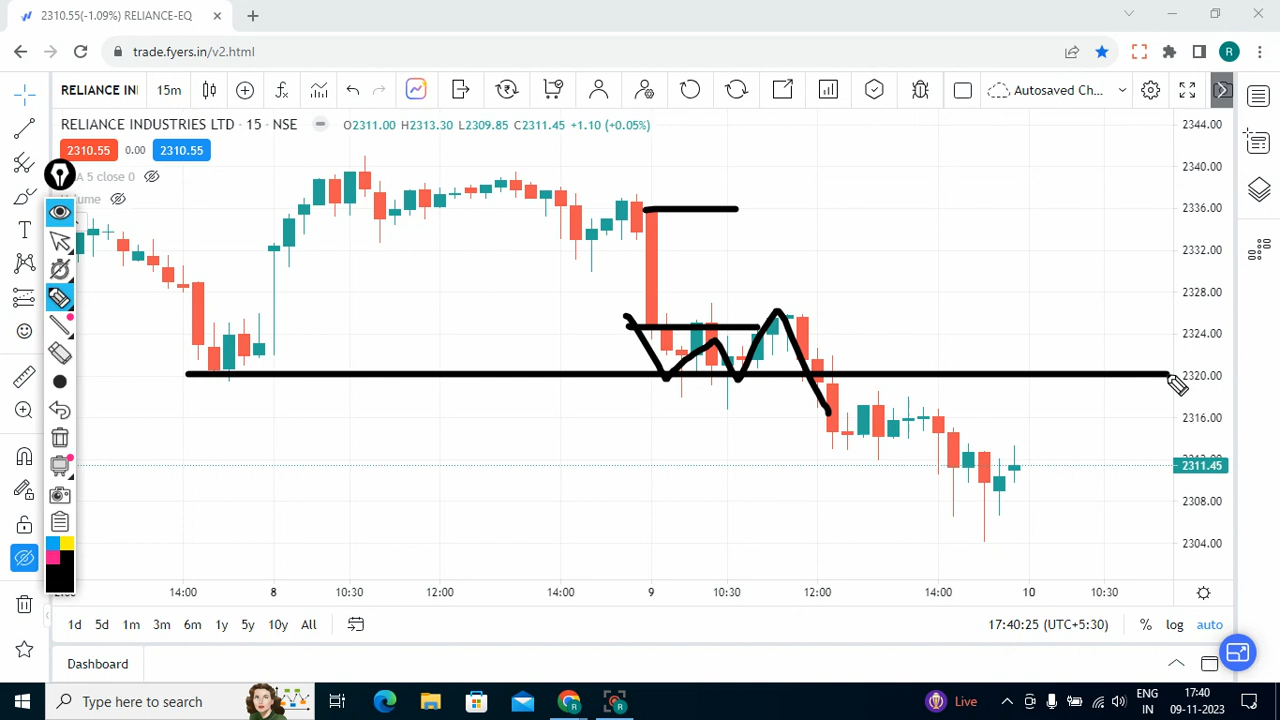 2310.55(-1.09%) RELIANCE-EQ
trade.fyers.in/v2.html
R
RELIANCE INI 15m Autosaved Ch...
RELIANCE INDUSTRIES LTD · 15 · NSE O2311.00 H2313.30 L2309.85 C2311.45 +1.10 (+0.05%)
2310.55 0.00 2310.55
A 5 close 0
ume
2344.00
2340.00
2336.00
2332.00
2328.00
2324.00
2320.00
2316.00
2311.45
2308.00
2304.00
14:00 8 10:30 12:00 14:00 9 10:30 12:00 14:00 10 10:30
1d 5d 1m 3m 6m 1y 5y 10y All 17:40:25 (UTC+5:30) % log auto
Dashboard
Type here to search Live ENG IN 17:40 09-11-2023